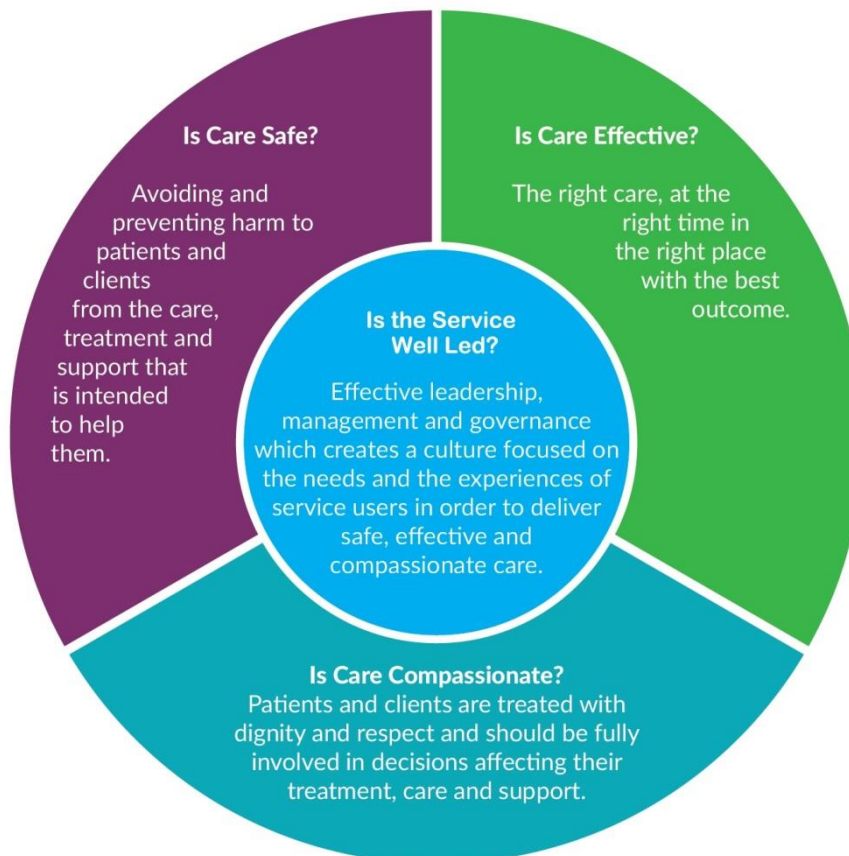 Is Care Safe?
Avoiding and
preventing harm to
patients and
clients
from the care,
treatment and
support that
is intended
to help
them.
Is Care Effective?
The right care, at the
right time in
the right place
with the best
outcome.
Is the Service
Well Led?
Effective leadership,
management and governance
which creates a culture focused on
the needs and the experiences of
service users in order to deliver
safe, effective and
compassionate care.
Is Care Compassionate?
Patients and clients are treated with
dignity and respect and should be fully
involved in decisions affecting their
treatment, care and support.